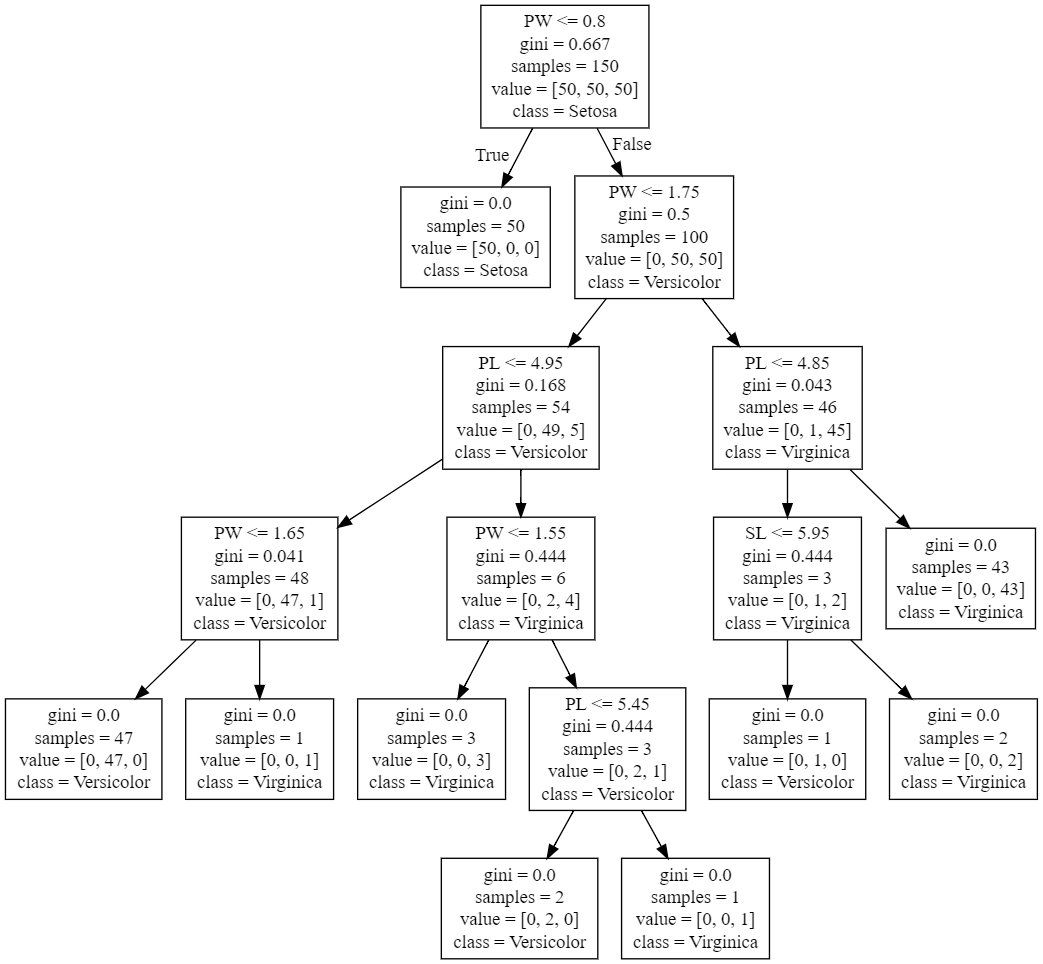 PW <= 0.8
gini = 0.667
samples = 150
value = [50, 50, 50]
class = Setosa
True
False
gini = 0.0
samples = 50
value = [50, 0, 0]
class = Setosa
PW <= 1.75
gini = 0.5
samples = 100
value = [0, 50, 50]
class = Versicolor
PL <= 4.95
gini = 0.168
samples = 54
value = [0, 49, 5]
class = Versicolor
PL <= 4.85
gini = 0.043
samples = 46
value = [0, 1, 45]
class = Virginica
PW <= 1.65
gini = 0.041
samples = 48
value = [0, 47, 1]
class = Versicolor
PW <= 1.55
gini = 0.444
samples = 6
value = [0, 2, 4]
class = Virginica
SL <= 5.95
gini = 0.444
samples = 3
value = [0, 1, 2]
class = Virginica
gini = 0.0
samples = 43
value = [0, 0, 43]
class = Virginica
gini = 0.0
samples = 47
value = [0, 47, 0]
class = Versicolor
gini = 0.0
samples = 1
value = [0, 0, 1]
class = Virginica
gini = 0.0
samples = 3
value = [0, 0, 3]
class = Virginica
PL <= 5.45
gini = 0.444
samples = 3
value = [0, 2, 1]
class = Versicolor
gini = 0.0
samples = 1
value = [0, 1, 0]
class = Versicolor
gini = 0.0
samples = 2
value = [0, 0, 2]
class = Virginica
gini = 0.0
samples = 2
value = [0, 2, 0]
class = Versicolor
gini = 0.0
samples = 1
value = [0, 0, 1]
class = Virginica